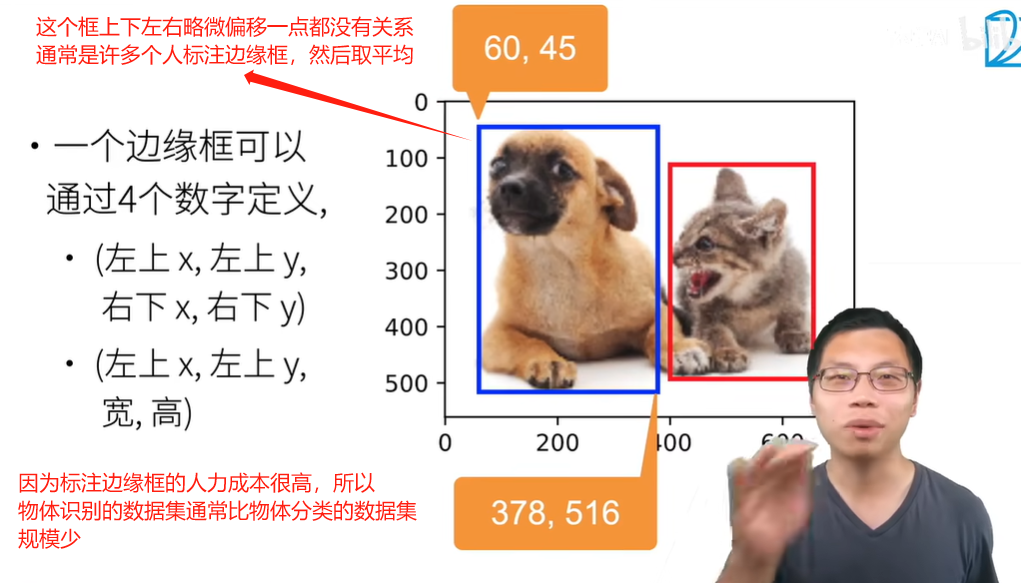 这个框上下左右略微偏移一点都没有关系
通常是许多个人标注边缘框，然后取平均
60, 45
• 一个边缘框可以
通过4个数字定义,
• (左上 x, 左上 y,
右下 x, 右下 y)
• (左上 x, 左上 y,
宽, 高)
0
100
200
300
400
500
0
200
400
378, 516
因为标注边缘框的人力成本很高，所以
物体识别的数据集通常比物体分类的数据集
规模少